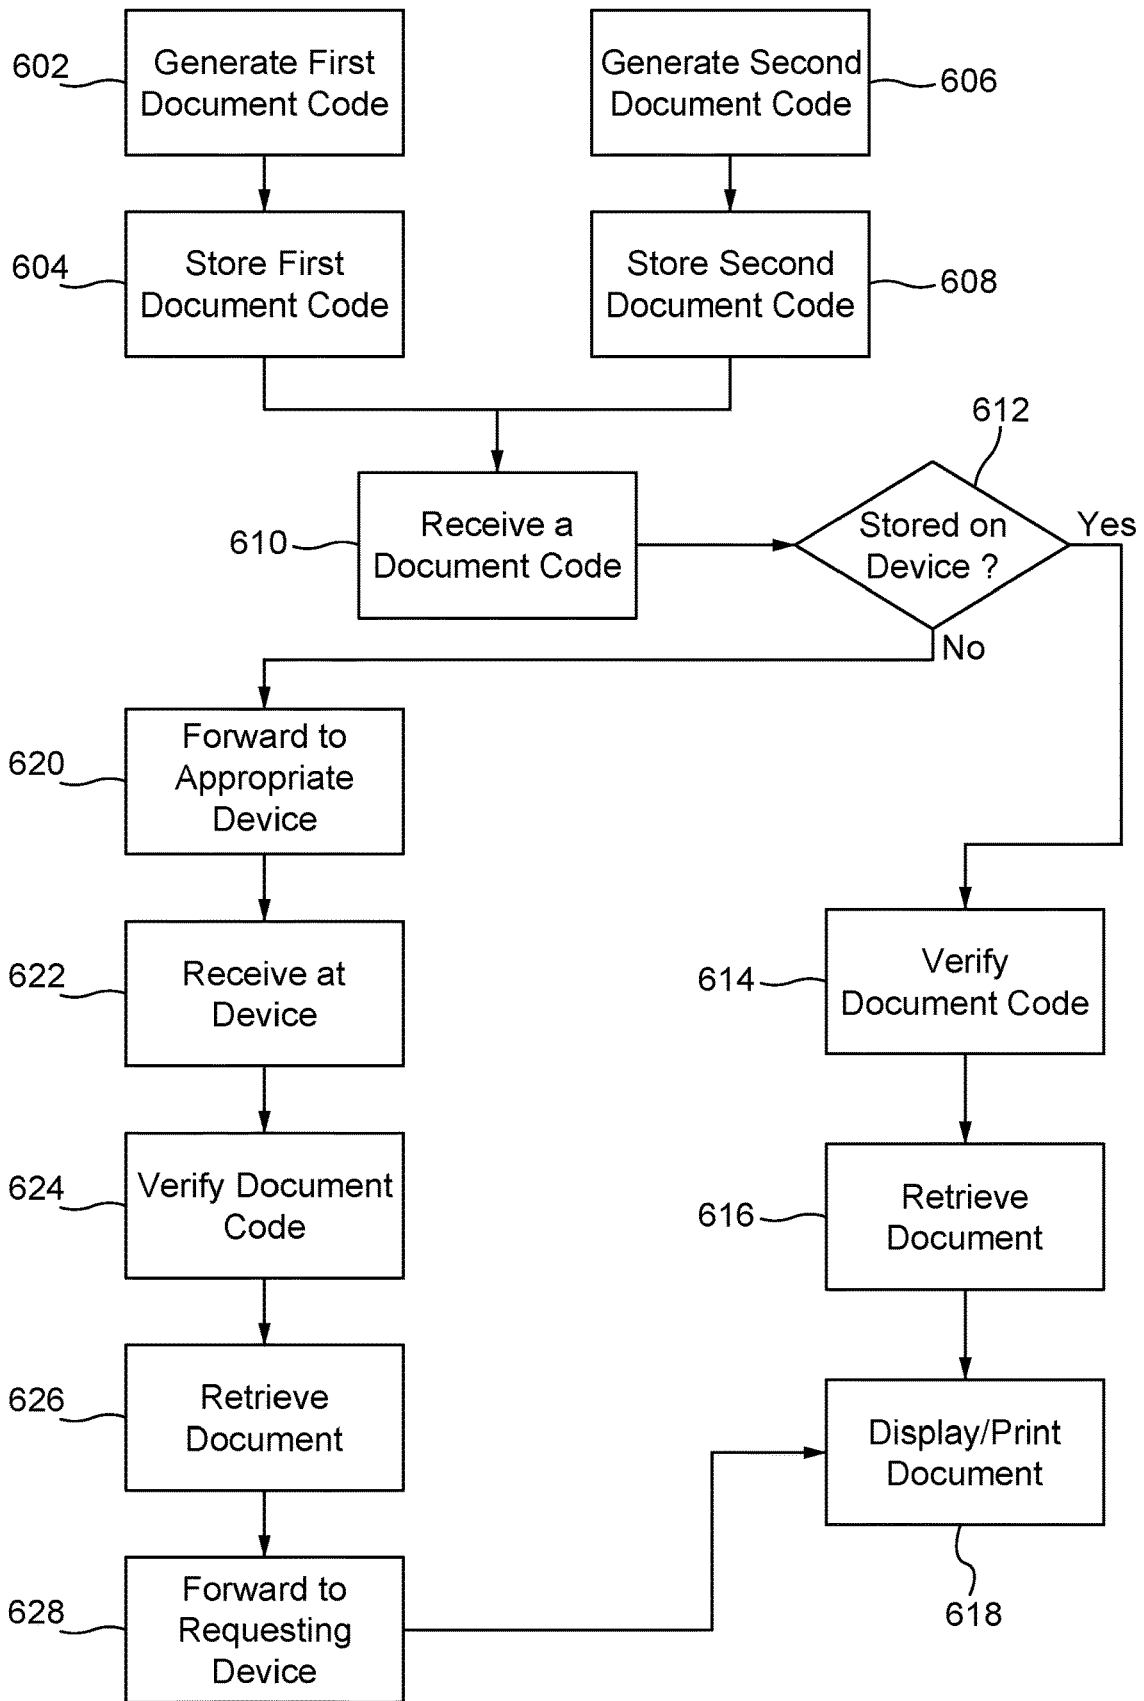 602
Generate First
Document Code
Generate Second
Document Code
606
604
Store First
Document Code
Store Second
Document Code
608
612
610
Receive a
Document Code
Stored on
Device ?
Yes
No
620
Forward to
Appropriate
Device
622
Receive at
Device
614
Verify
Document Code
624
Verify Document
Code
616
Retrieve
Document
626
Retrieve
Document
Display/Print
Document
618
628
Forward to
Requesting
Device